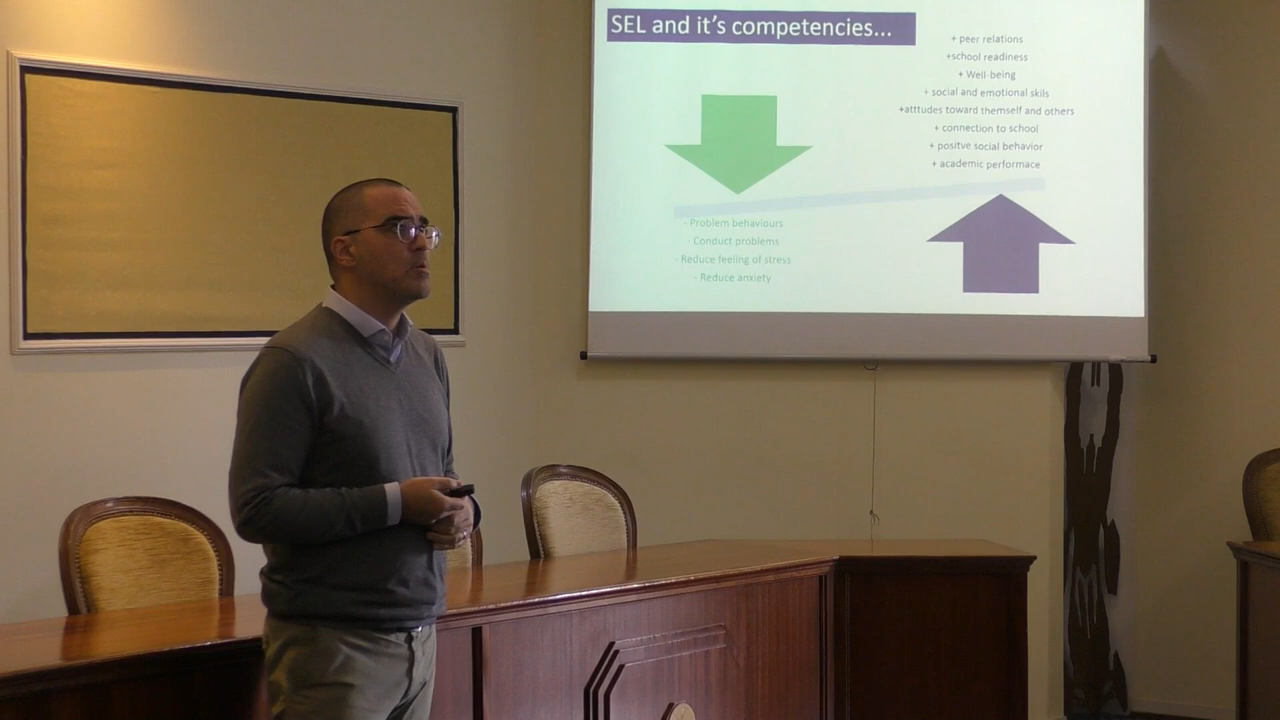 SEL and it's competencies...
+ peer relations
+school readiness
+ Well-being
+ social and emotional skils
+atttudes toward themself and others
+ connection to school
+ positve social behavior
+ academic performace
- Problem behaviours
- Conduct problems
- Reduce feeling of stress
- Reduce anxiety